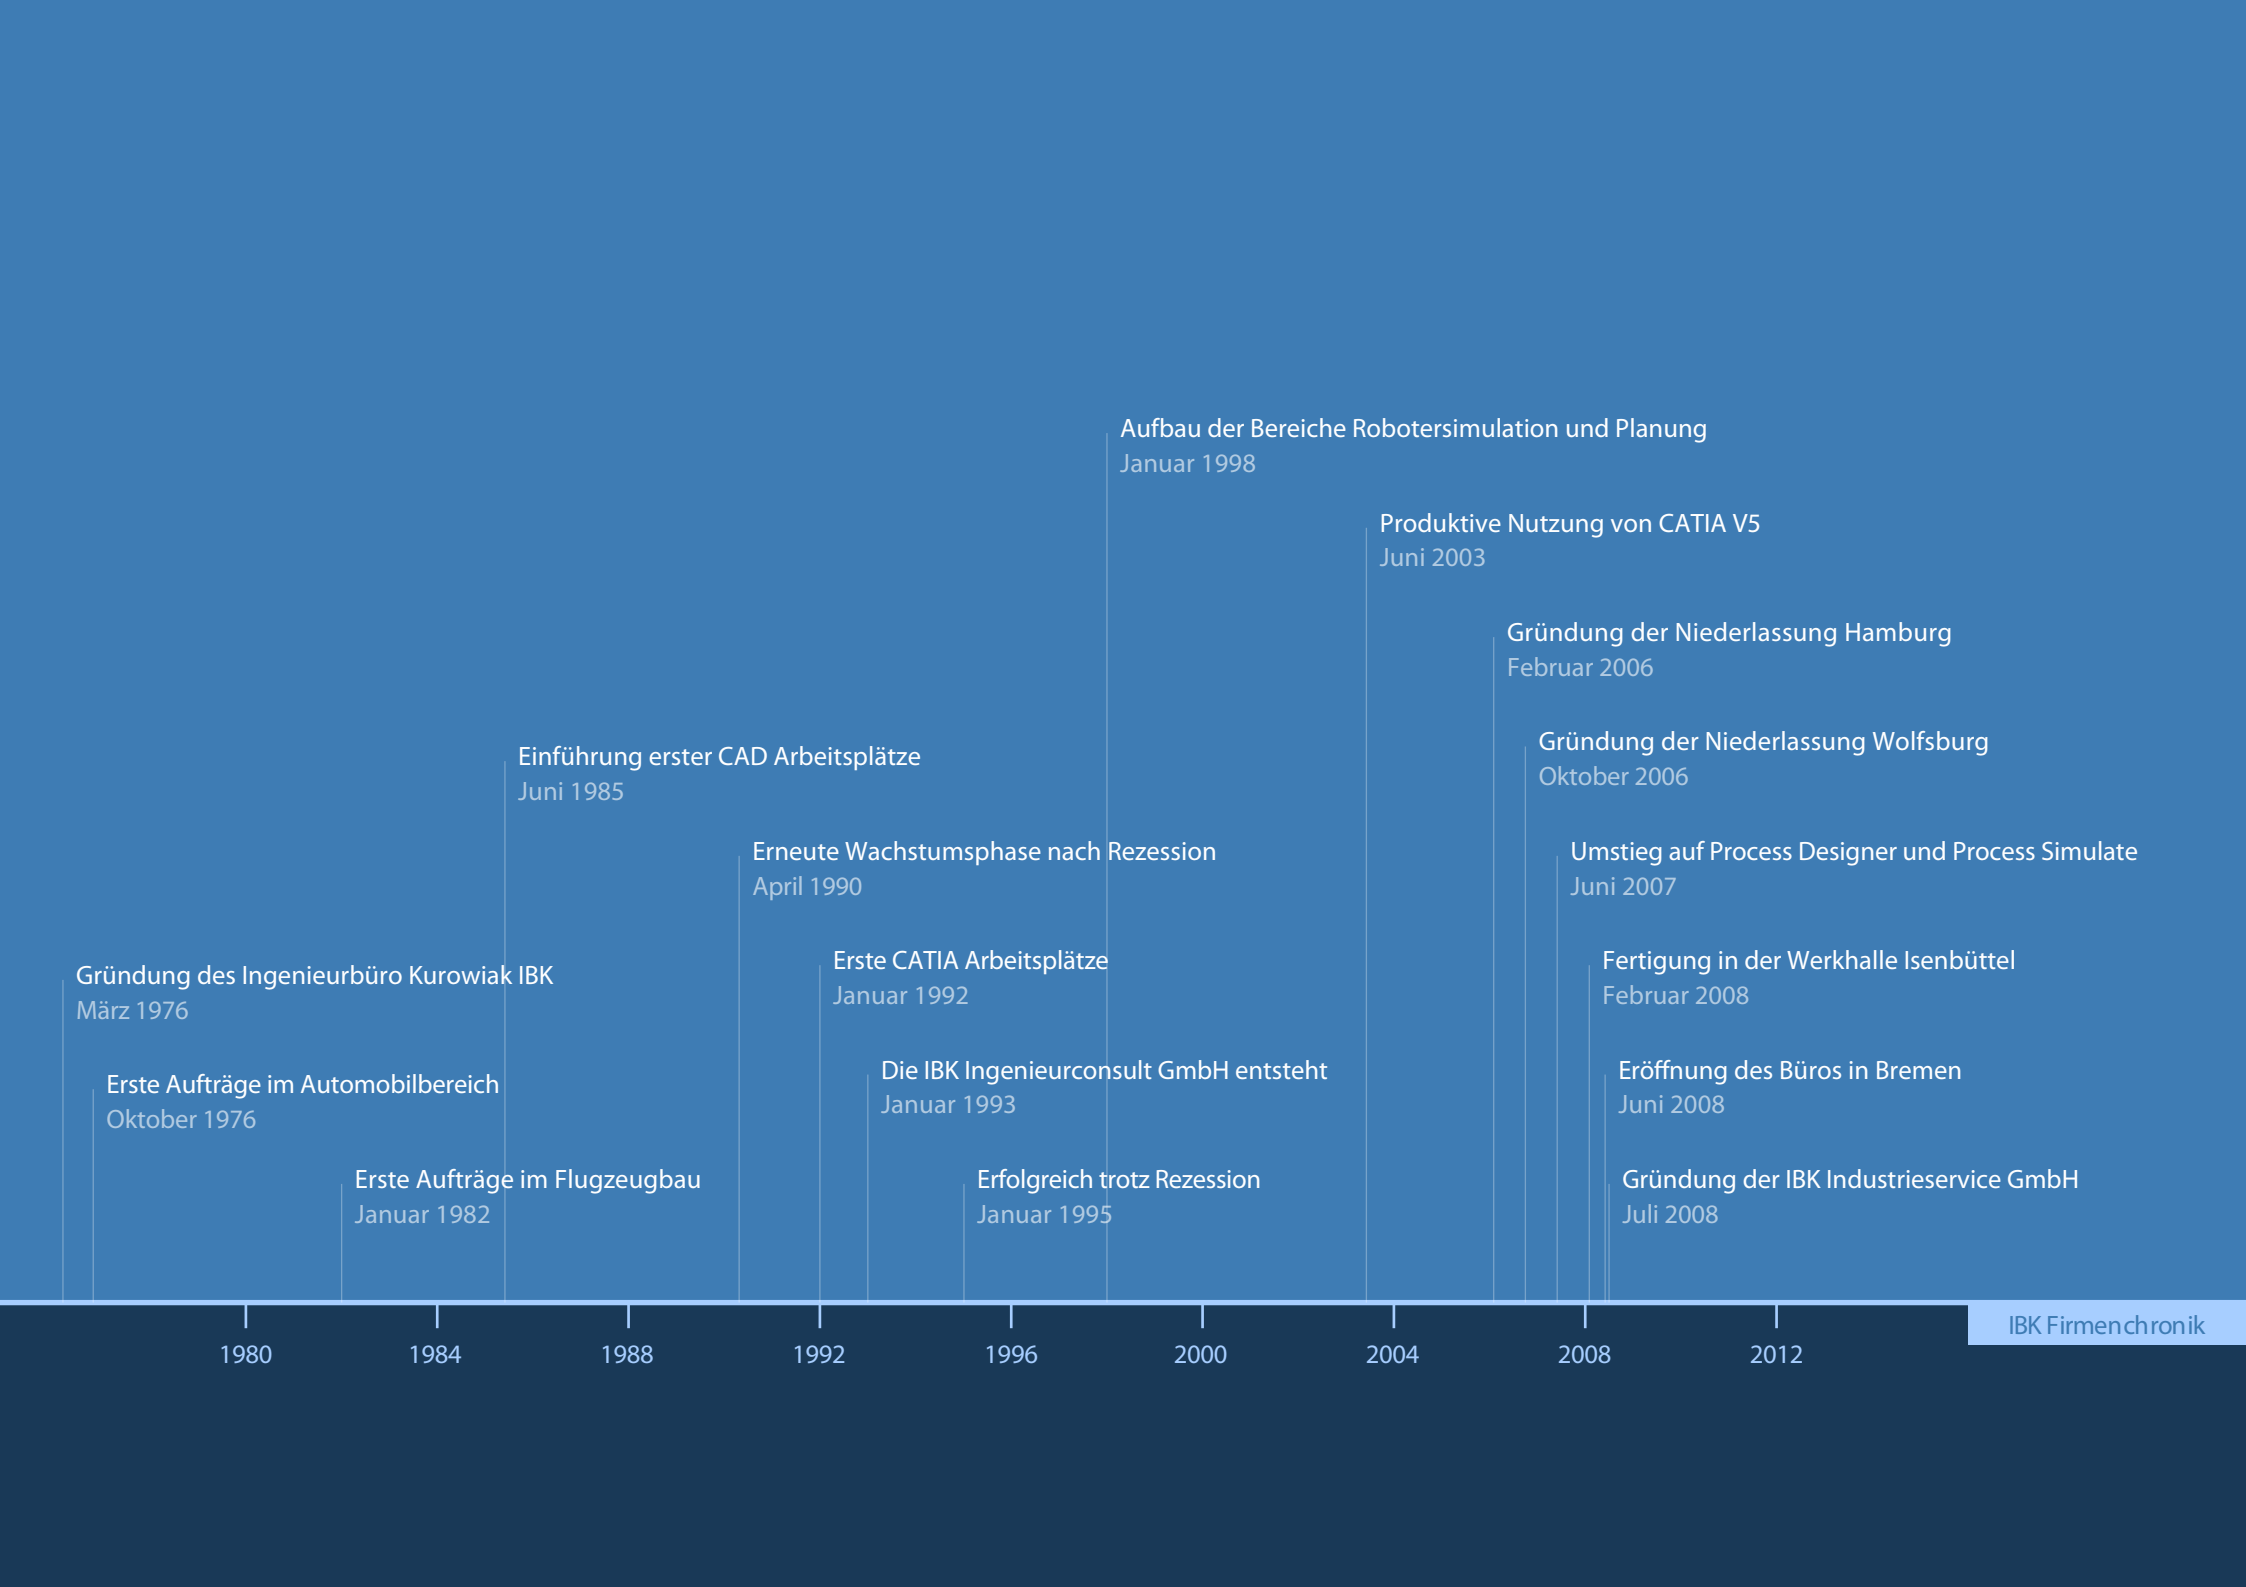 Aufbau der Bereiche Robotersimulation und Planung
Januar 1998
Produktive Nutzung von CATIA V5
Juni 2003
Gründung der Niederlassung Hamburg
Februar 2006
Gründung der Niederlassung Wolfsburg
Oktober 2006
Einführung erster CAD Arbeitsplätze
Juni 1985
Erneute Wachstumsphase nach Rezession
April 1990
Umstieg auf Process Designer und Process Simulate
Juni 2007
Erste CATIA Arbeitsplätze
Januar 1992
Fertigung in der Werkhalle Isenbüttel
Februar 2008
Gründung des Ingenieurbüro Kurowiak IBK
März 1976
Die IBK Ingenieurconsult GmbH entsteht
Januar 1993
Eröffnung des Büros in Bremen
Juni 2008
Erste Aufträge im Automobilbereich
Oktober 1976
Erste Aufträge im Flugzeugbau
Januar 1982
Erfolgreich trotz Rezession
Januar 1995
Gründung der IBK Industrieservice GmbH
Juli 2008
IBK Firmenchronik
1980 1984 1988 1992 1996 2000 2004 2008 2012